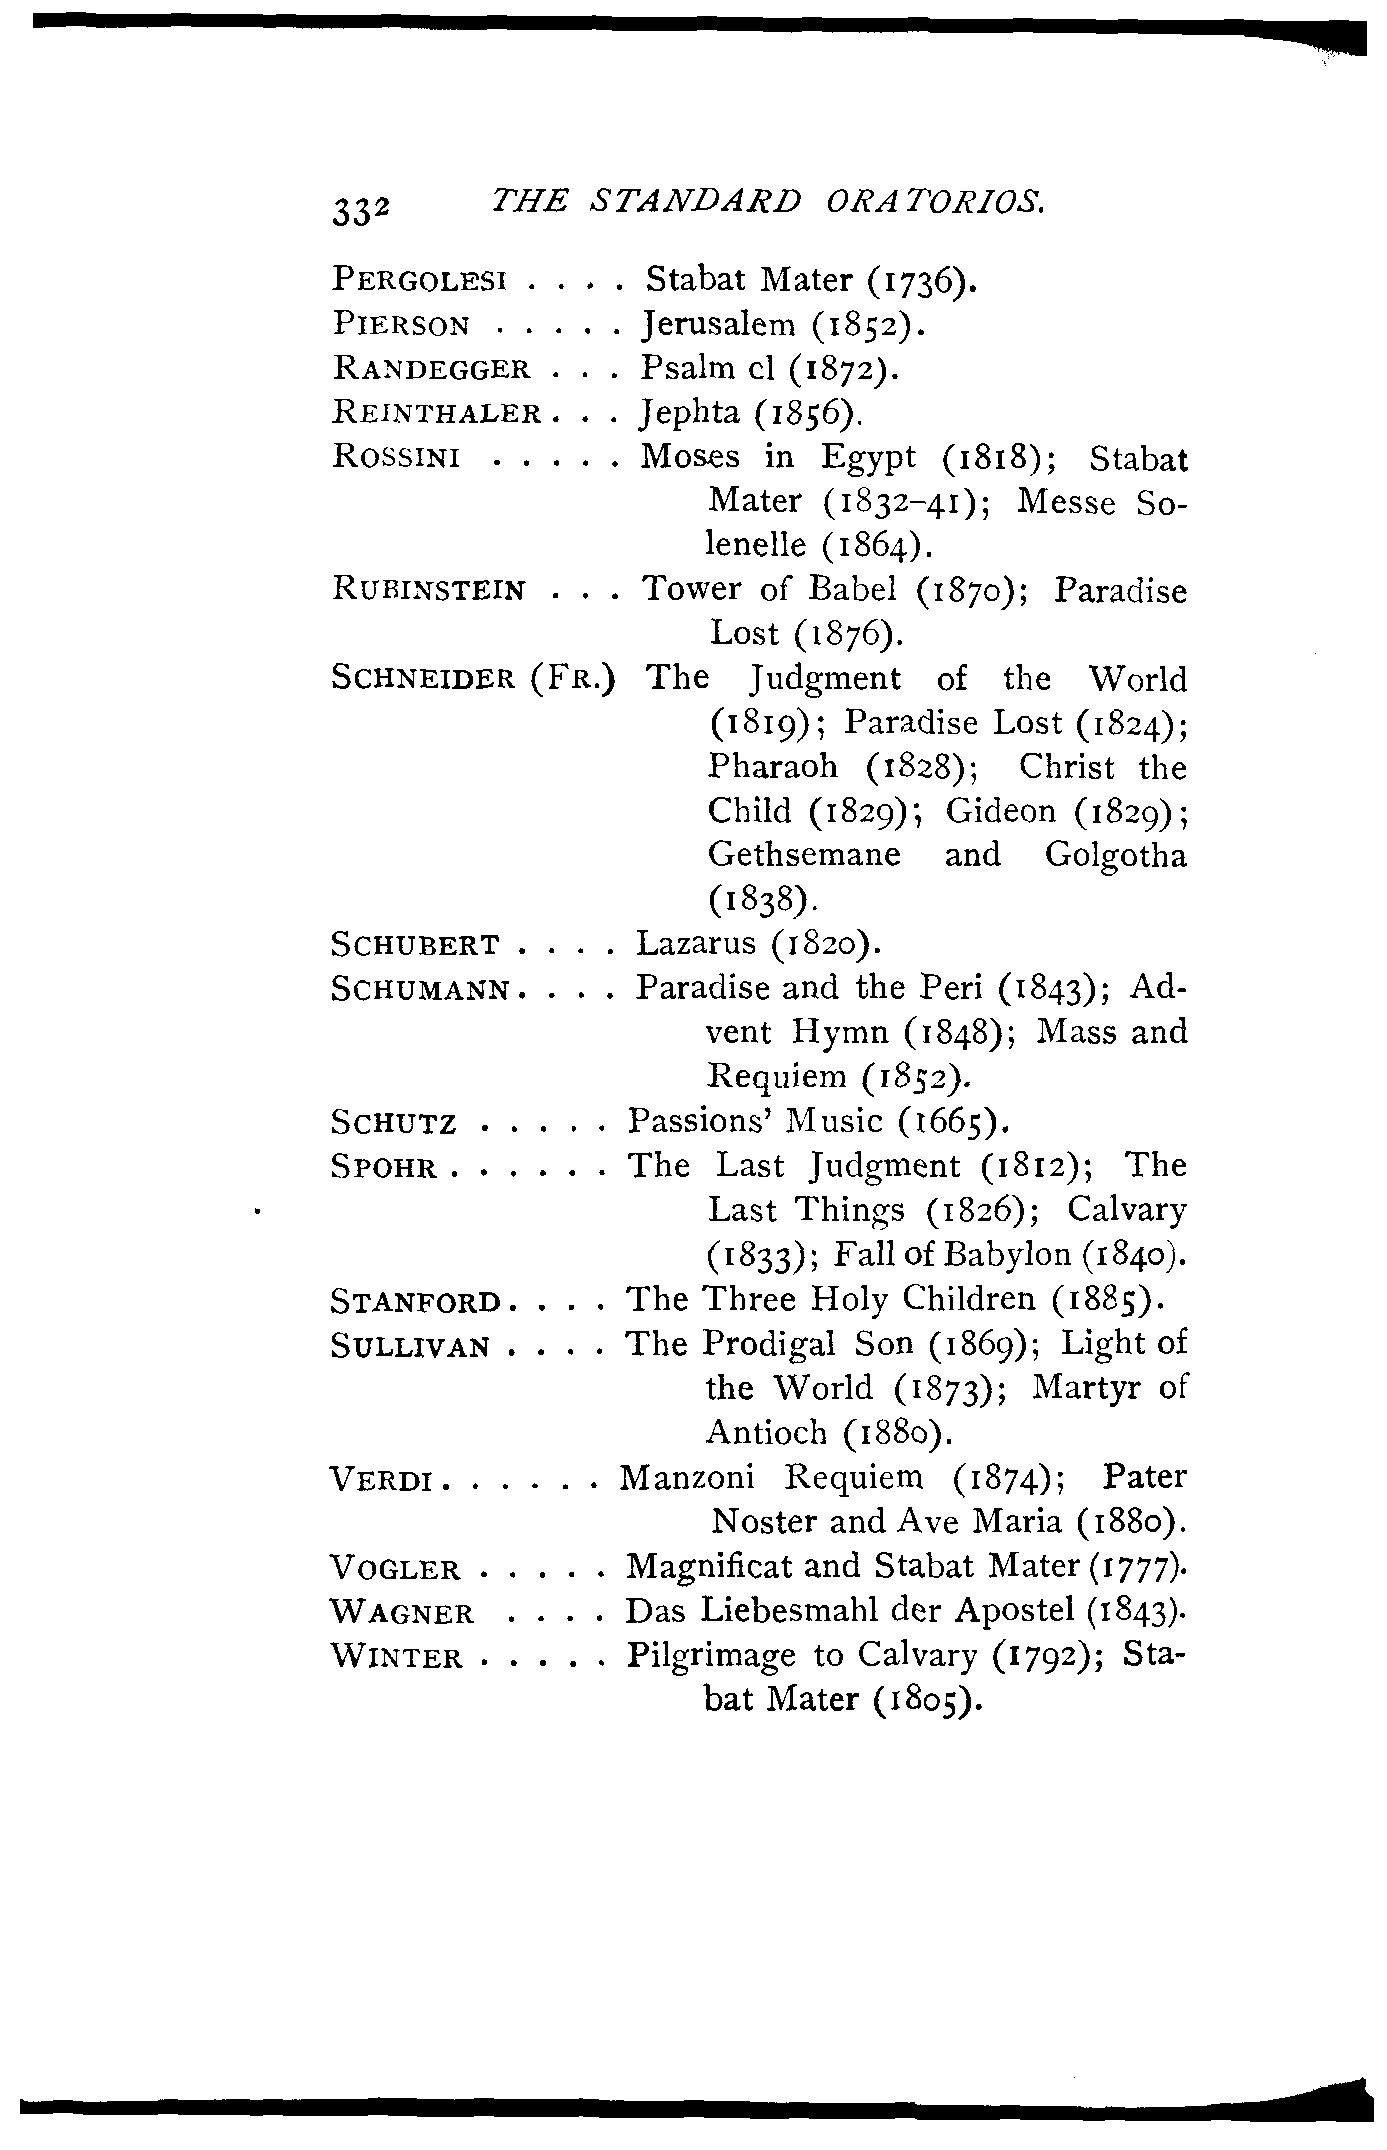 332 THE STANDARD ORATORIOS.
PERGOLESI . . . . Stabat Mater (1736).
PIERSON . . . . . Jerusalem (1852).
RANDEGGER . . . Psalm cl (1872).
REINTHALER . . . Jephta (1856).
ROSSINI . . . . . Moses in Egypt (1818); Stabat
Mater (1832–41); Messe So-
lenelle (1864).
RUBINSTEIN . . . Tower of Babel (1870); Paradise
Lost (1876).
SCHNEIDER (FR.) The Judgment of the World
(1819); Paradise Lost (1824);
Pharaoh (1828); Christ the
Child (1829); Gideon (1829);
Gethsemane and Golgotha
(1838).
SCHUBERT . . . . Lazarus (1820).
SCHUMANN . . . . Paradise and the Peri (1843); Ad-
vent Hymn (1848); Mass and
Requiem (1852).
SCHUTZ . . . . . Passions' Music (1665).
SPOHR . . . . . . The Last Judgment (1812); The
Last Things (1826); Calvary
(1833); Fall of Babylon (1840).
STANFORD . . . . The Three Holy Children (1885).
SULLIVAN . . . . The Prodigal Son (1869); Light of
the World (1873); Martyr of
Antioch (1880).
VERDI . . . . . . Manzoni Requiem (1874); Pater
Noster and Ave Maria (1880).
VOGLER . . . . . Magnificat and Stabat Mater (1777).
WAGNER . . . . Das Liebesmahl der Apostel (1843).
WINTER . . . . . Pilgrimage to Calvary (1792); Sta-
bat Mater (1805).